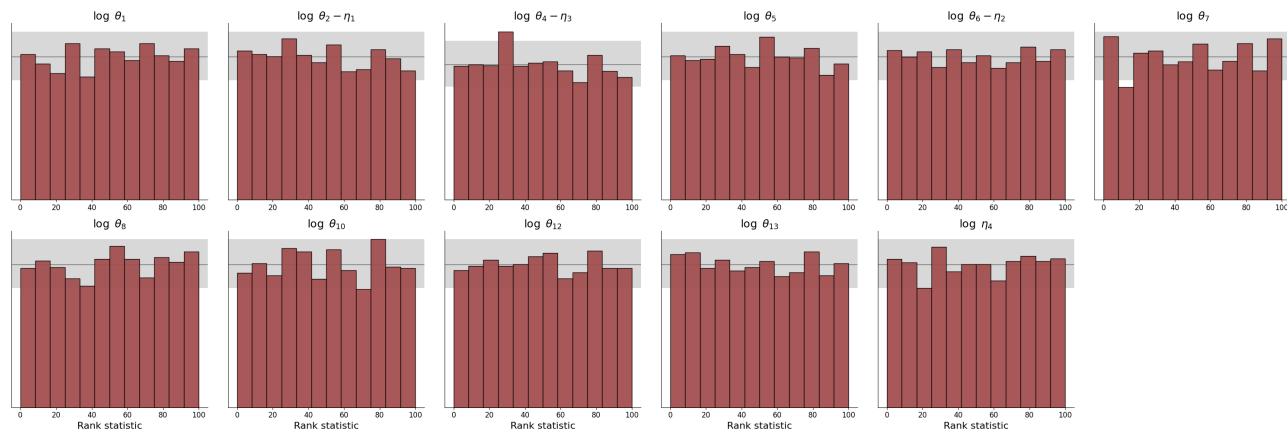 log θ₁ log θ₂ − η₁ log θ₄ − η₃ log θ₅ log θ₆ − η₂ log θ₇
0 20 40 60 80 100 0 20 40 60 80 100 0 20 40 60 80 100 0 20 40 60 80 100 0 20 40 60 80 100 0 20 40 60 80 100
log θ₈ log θ₁₀ log θ₁₂ log θ₁₃ log η₄
0 20 40 60 80 100 0 20 40 60 80 100 0 20 40 60 80 100 0 20 40 60 80 100 0 20 40 60 80 100
Rank statistic Rank statistic Rank statistic Rank statistic Rank statistic